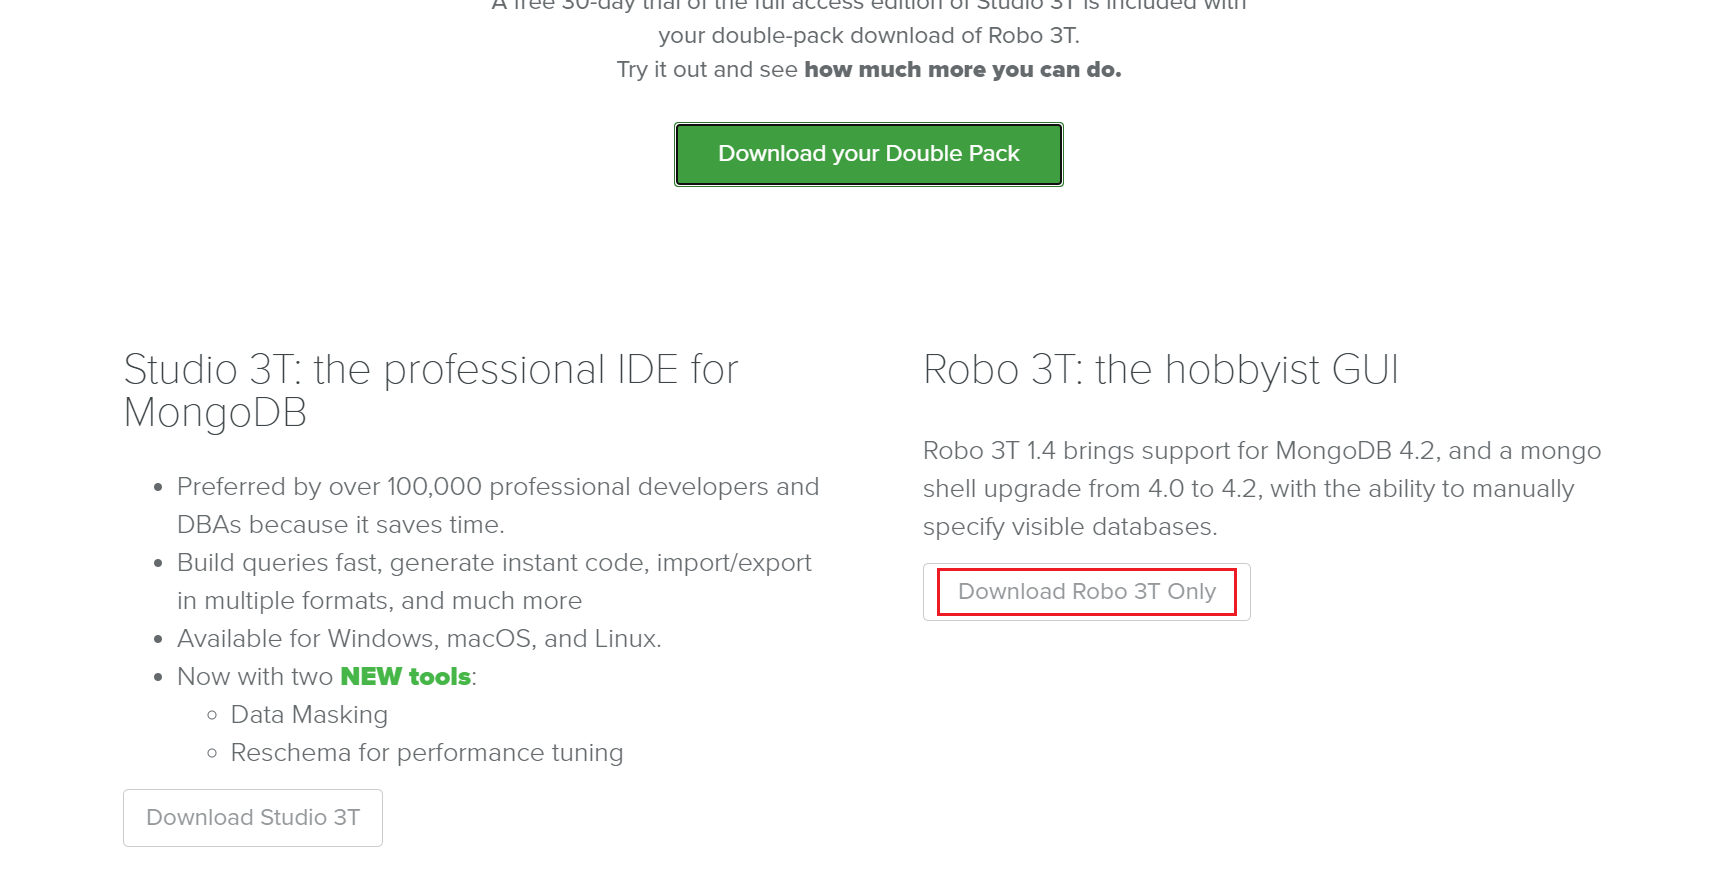 A free 30-day trial of the full access edition of Studio 3T is included with
your double-pack download of Robo 3T.
Try it out and see how much more you can do.
Download your Double Pack
Studio 3T: the professional IDE for
MongoDB
Preferred by over 100,000 professional developers and
DBAs because it saves time.
Build queries fast, generate instant code, import/export
in multiple formats, and much more
Available for Windows, macOS, and Linux.
Now with two NEW tools:
Data Masking
Reschema for performance tuning
Download Studio 3T
Robo 3T: the hobbyist GUI
Robo 3T 1.4 brings support for MongoDB 4.2, and a mongo
shell upgrade from 4.0 to 4.2, with the ability to manually
specify visible databases.
Download Robo 3T Only